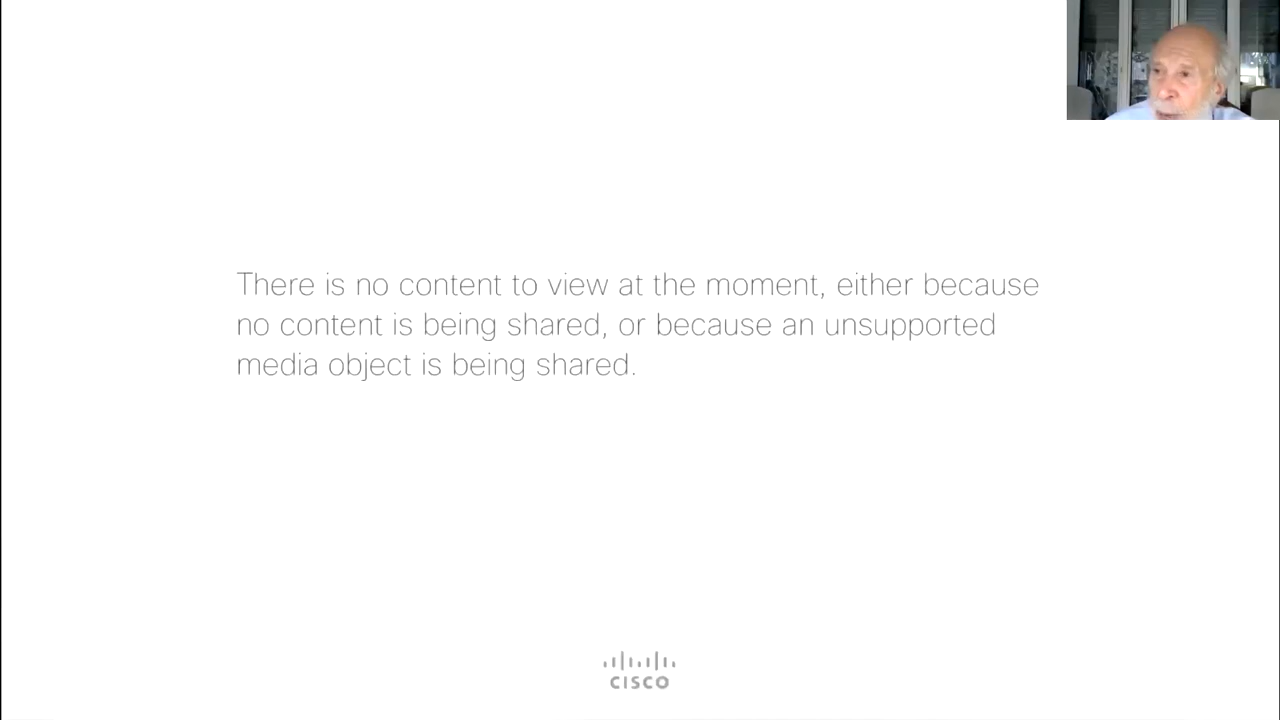 There is no content to view at the moment, either because
no content is being shared, or because an unsupported
media object is being shared.
CISCO